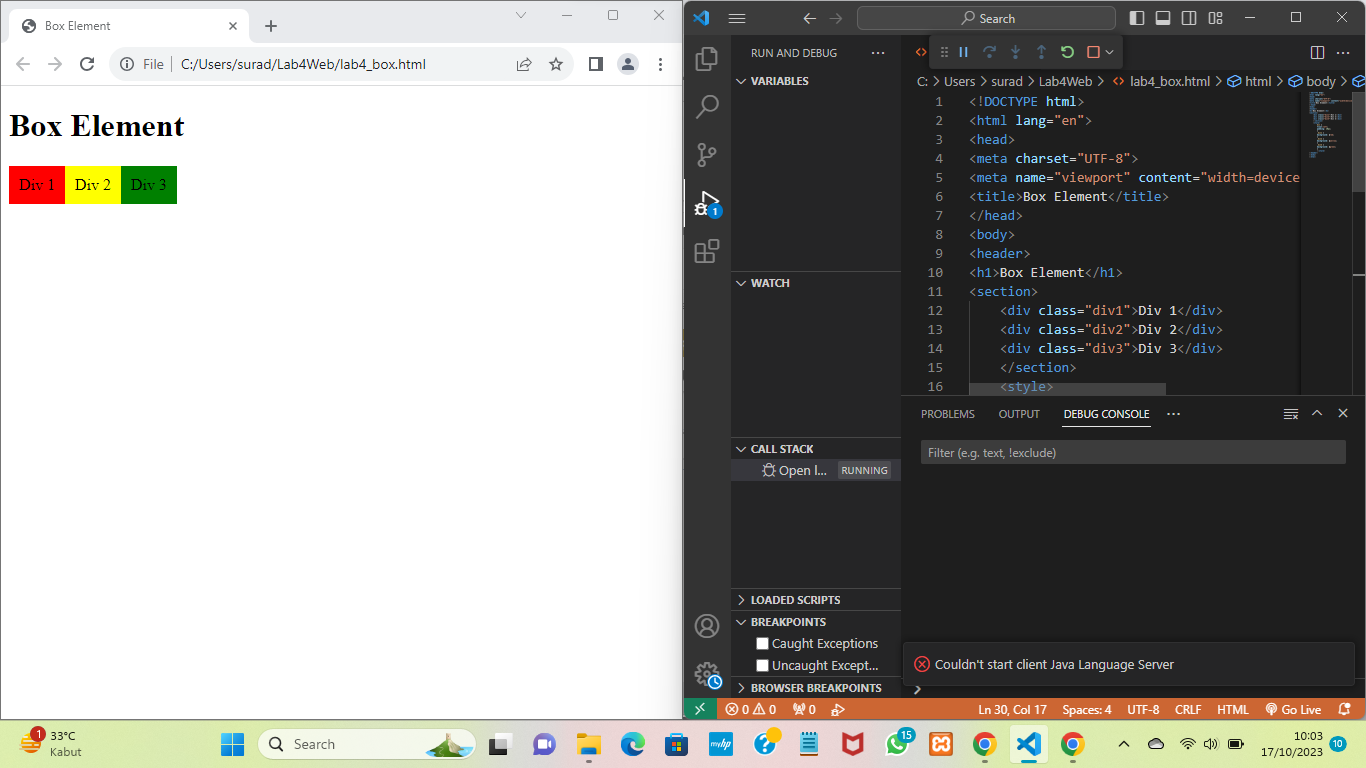 Box Element
File
C:/Users/surad/Lab4Web/lab4_box.html
Box Element
Div 1 Div 2 Div 3
Search
RUN AND DEBUG
VARIABLES
WATCH
CALL STACK
Open l... RUNNING
LOADED SCRIPTS
BREAKPOINTS
Caught Exceptions
Uncaught Except...
BROWSER BREAKPOINTS
1
C: > Users > surad > Lab4Web > lab4_box.html > html > body >
1 <!DOCTYPE html>
2 <html lang="en">
3 <head>
4 <meta charset="UTF-8">
5 <meta name="viewport" content="width=device
6 <title>Box Element</title>
7 </head>
8 <body>
9 <header>
10 <h1>Box Element</h1>
11 <section>
12 <div class="div1">Div 1</div>
13 <div class="div2">Div 2</div>
14 <div class="div3">Div 3</div>
15 </section>
16 <style>
PROBLEMS OUTPUT DEBUG CONSOLE
Filter (e.g. text, !exclude)
Couldn't start client Java Language Server
0 0 0 Ln 30, Col 17 Spaces: 4 UTF-8 CRLF HTML Go Live
1
33°C
Kabut
Search
myhp
15
10:03
17/10/2023
10